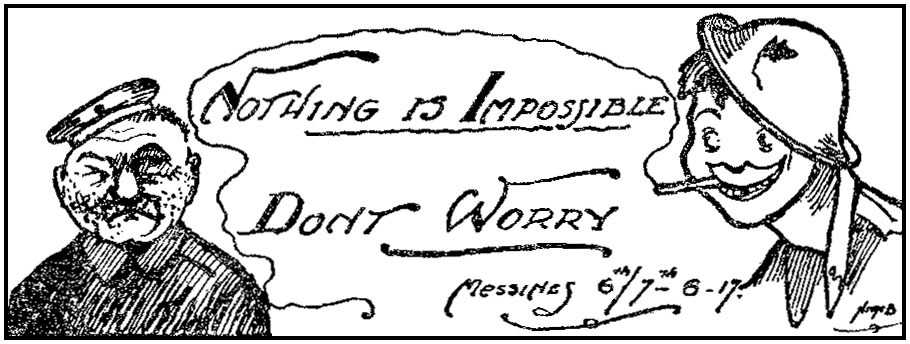 NOTHING IS IMPOSSIBLE
DONT WORRY
MESSINES 6th/7th - 6 - 17.